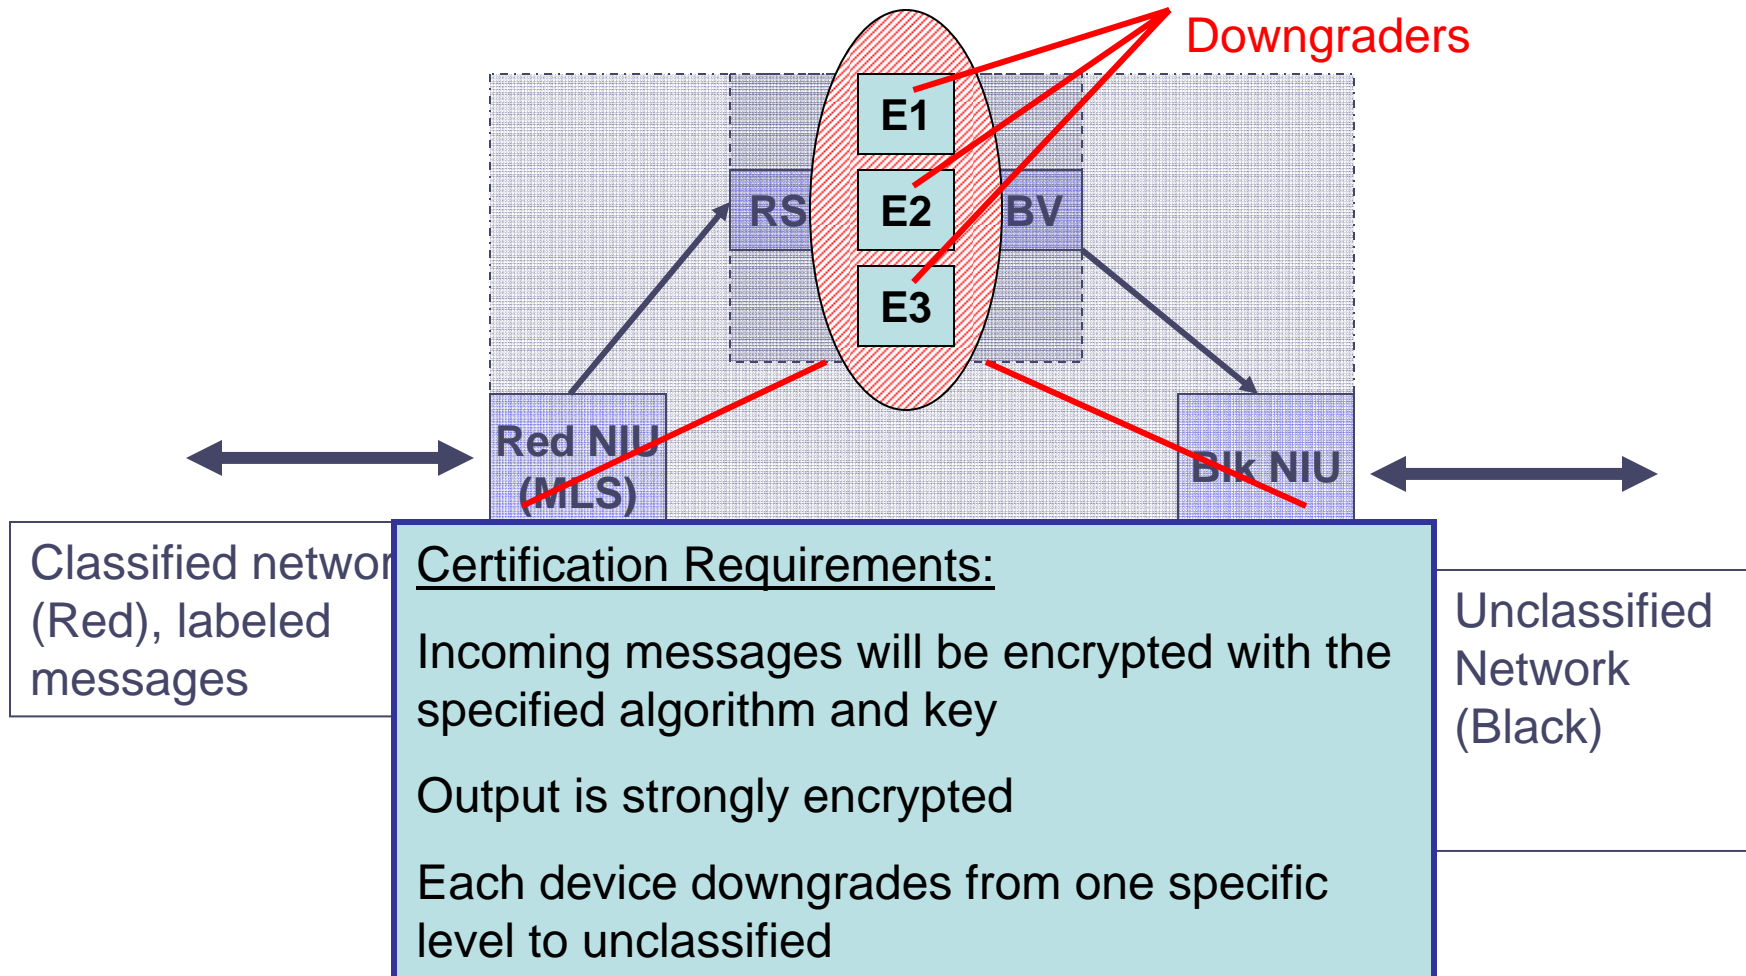 Downgraders
E1
RS
E2
BV
E3
Red NIU
(MLS)
Blk NIU
Classified networ
(Red), labeled
messages
Certification Requirements:
Incoming messages will be encrypted with the
specified algorithm and key
Output is strongly encrypted
Each device downgrades from one specific
level to unclassified
Unclassified
Network
(Black)